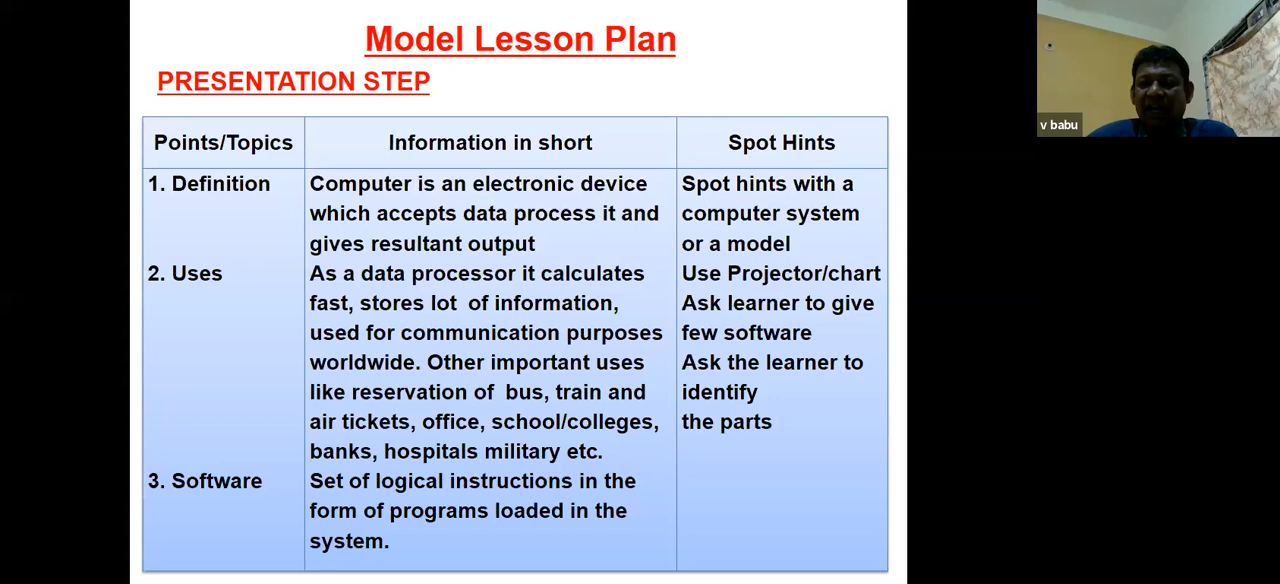 Model Lesson Plan
PRESENTATION STEP
Points/Topics
Information in short
Spot Hints
1. Definition
Computer is an electronic device
which accepts data process it and
gives resultant output
Spot hints with a
computer system
or a model
2. Uses
As a data processor it calculates
fast, stores lot of information,
used for communication purposes
worldwide. Other important uses
like reservation of bus, train and
air tickets, office, school/colleges,
banks, hospitals military etc.
Use Projector/chart
Ask learner to give
few software
Ask the learner to
identify
the parts
3. Software
Set of logical instructions in the
form of programs loaded in the
system.
v babu